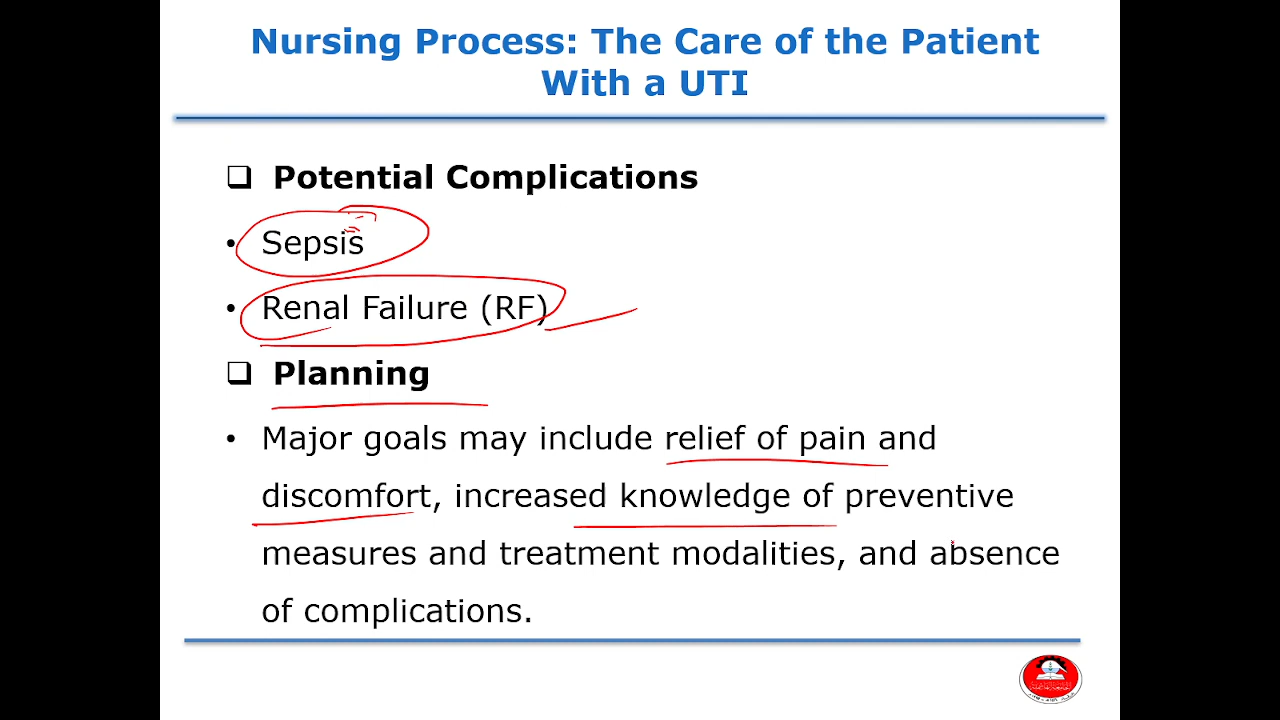 Nursing Process: The Care of the Patient
With a UTI
❑ Potential Complications
• Sepsis
• Renal Failure (RF)
❑ Planning
• Major goals may include relief of pain and
discomfort, increased knowledge of preventive
measures and treatment modalities, and absence
of complications.